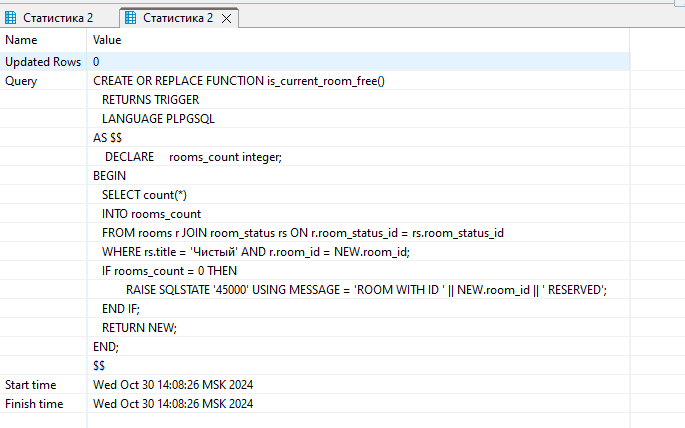 Статистика 2
Статистика 2
Name Value
Updated Rows 0
Query CREATE OR REPLACE FUNCTION is_current_room_free()
RETURNS TRIGGER
LANGUAGE PLPGSQL
AS $$
DECLARE rooms_count integer;
BEGIN
SELECT count(*)
INTO rooms_count
FROM rooms r JOIN room_status rs ON r.room_status_id = rs.room_status_id
WHERE rs.title = 'Чистый' AND r.room_id = NEW.room_id;
IF rooms_count = 0 THEN
RAISE SQLSTATE '45000' USING MESSAGE = 'ROOM WITH ID ' || NEW.room_id || ' RESERVED';
END IF;
RETURN NEW;
END;
$$
Start time Wed Oct 30 14:08:26 MSK 2024
Finish time Wed Oct 30 14:08:26 MSK 2024